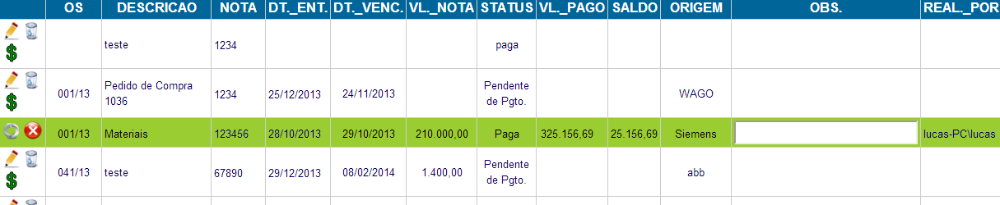 OS DESCRICAO NOTA DT._ENT. DT._VENC. VL._NOTA STATUS VL._PAGO SALDO ORIGEM OBS. REAL._POR
teste 1234 paga
001/13 Pedido de Compra 1036 1234 25/12/2013 24/11/2013 Pendente de Pgto. WAGO
001/13 Materiais 123456 28/10/2013 29/10/2013 210.000,00 Paga 325.156,69 25.156,69 Siemens lucas-PC\lucas
041/13 teste 67890 29/12/2013 08/02/2014 1.400,00 Pendente de Pgto. abb